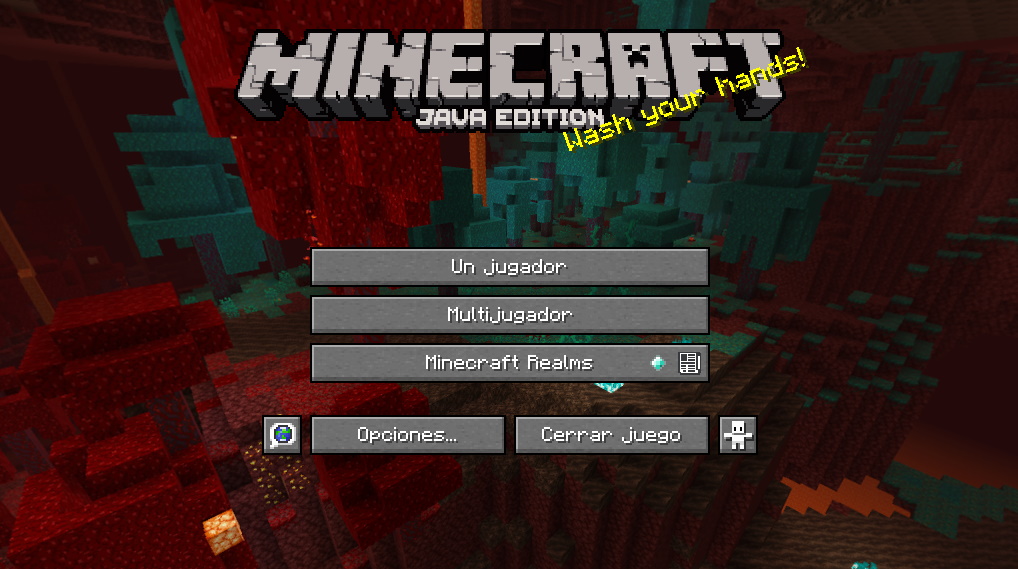 MINECRAFT
JAVA EDITION
Wash your hands!
Un jugador
Multijugador
Minecraft Realms
Opciones...
Cerrar juego